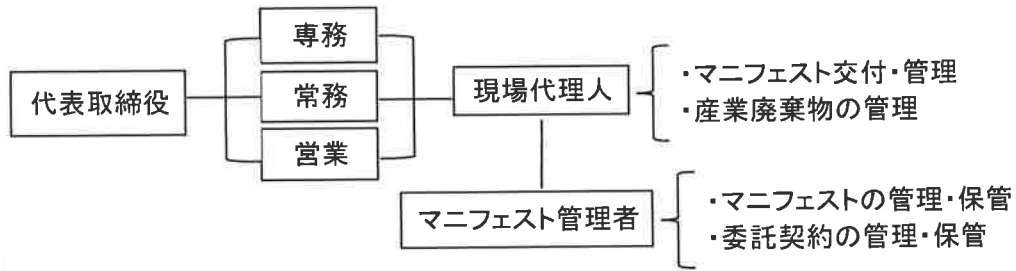 代表取締役
専務
常務
営業
現場代理人
・マニフェスト交付・管理
・産業廃棄物の管理
マニフェスト管理者
・マニフェストの管理・保管
・委託契約の管理・保管